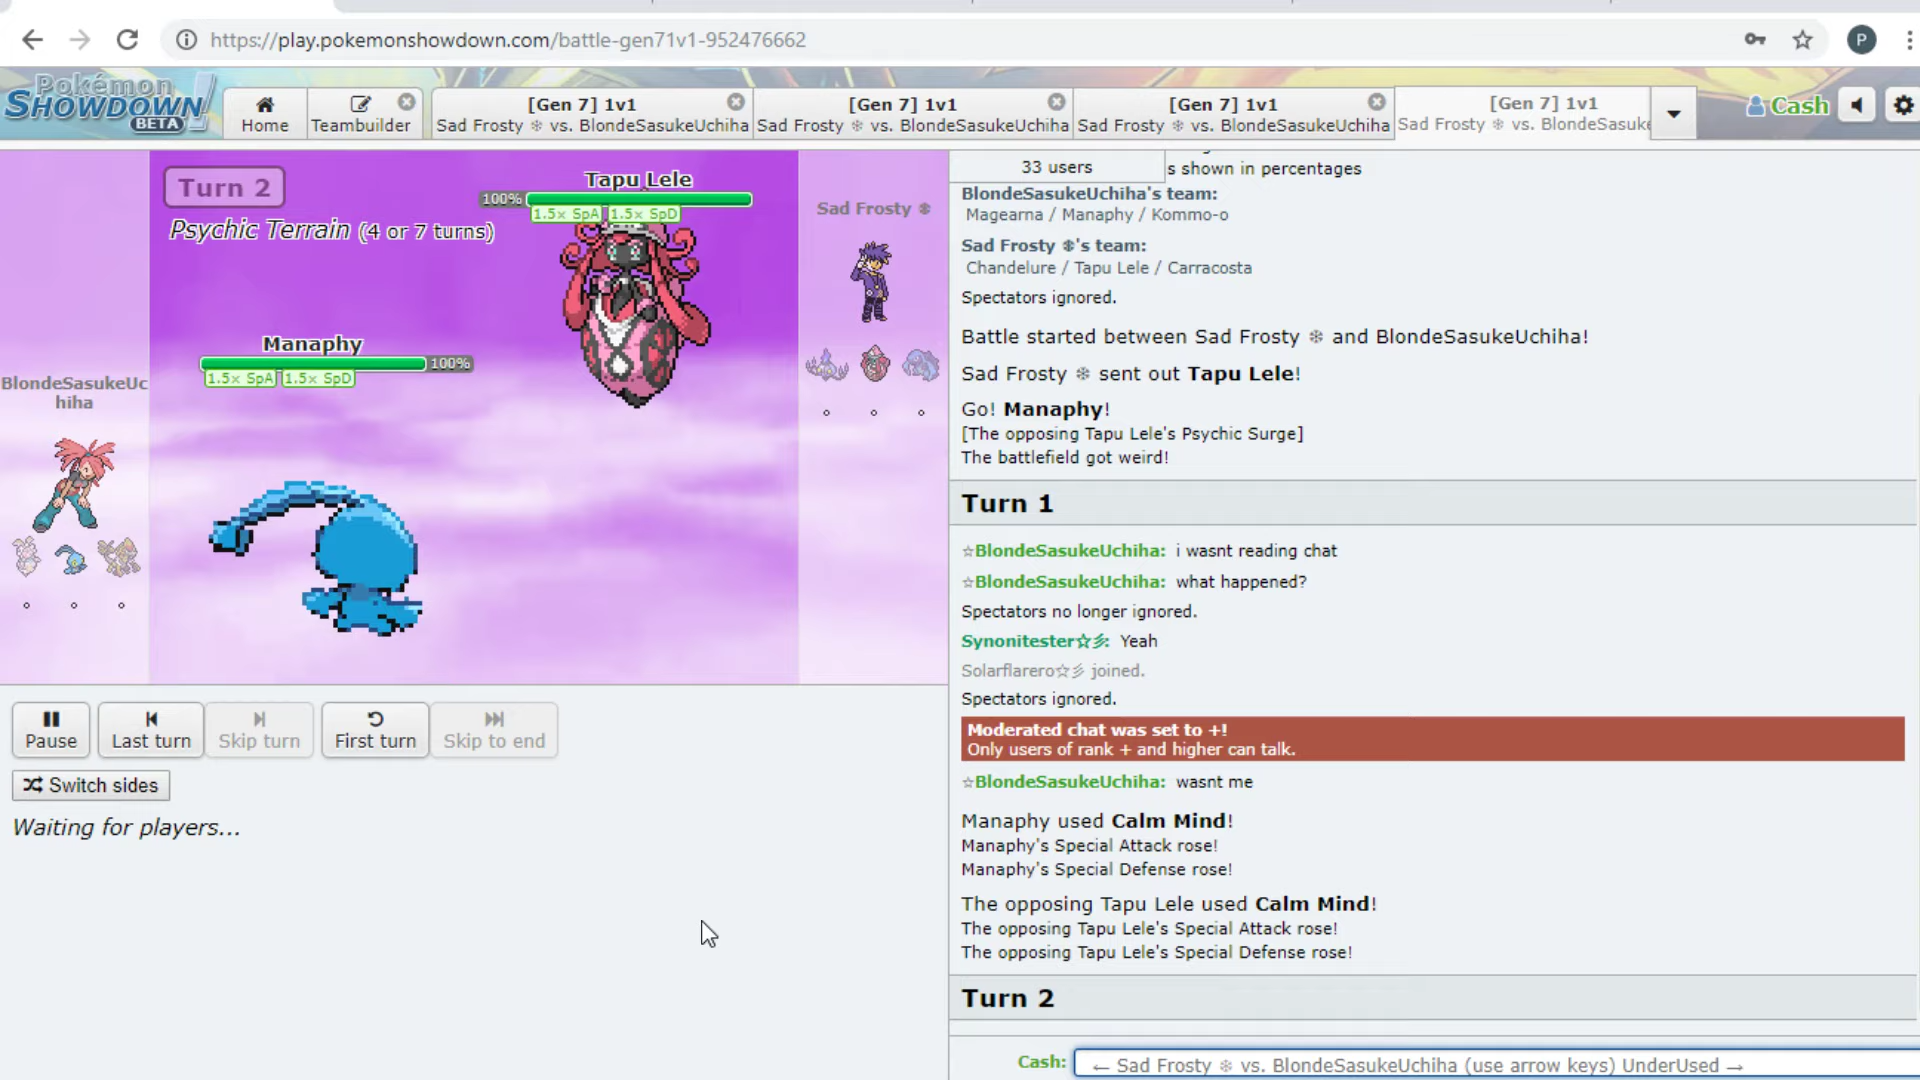 https://play.pokemonshowdown.com/battle-gen71v1-952476662
P
Pokémon
SHOWDOWN!
BETA
Home
Teambuilder
[Gen 7] 1v1
Sad Frosty ❄ vs. BlondeSasukeUchiha
[Gen 7] 1v1
Sad Frosty ❄ vs. BlondeSasukeUchiha
[Gen 7] 1v1
Sad Frosty ❄ vs. BlondeSasukeUchiha
[Gen 7] 1v1
Sad Frosty ❄ vs. BlondeSasuke
Cash
Turn 2
Psychic Terrain (4 or 7 turns)
Tapu Lele
100%
1.5× SpA 1.5× SpD
Sad Frosty ❄
Manaphy
100%
1.5× SpA 1.5× SpD
BlondeSasukeUc
hiha
Pause
Last turn
Skip turn
First turn
Skip to end
Switch sides
Waiting for players...
33 users
s shown in percentages
BlondeSasukeUchiha's team:
Magearna / Manaphy / Kommo-o
Sad Frosty ❄'s team:
Chandelure / Tapu Lele / Carracosta
Spectators ignored.
Battle started between Sad Frosty ❄ and BlondeSasukeUchiha!
Sad Frosty ❄ sent out Tapu Lele!
Go! Manaphy!
[The opposing Tapu Lele's Psychic Surge]
The battlefield got weird!
Turn 1
☆BlondeSasukeUchiha: i wasnt reading chat
☆BlondeSasukeUchiha: what happened?
Spectators no longer ignored.
Synonitester☆彡: Yeah
Solarflarero☆彡 joined.
Spectators ignored.
Moderated chat was set to +!
Only users of rank + and higher can talk.
☆BlondeSasukeUchiha: wasnt me
Manaphy used Calm Mind!
Manaphy's Special Attack rose!
Manaphy's Special Defense rose!
The opposing Tapu Lele used Calm Mind!
The opposing Tapu Lele's Special Attack rose!
The opposing Tapu Lele's Special Defense rose!
Turn 2
Cash: ← Sad Frosty ❄ vs. BlondeSasukeUchiha (use arrow keys) UnderUsed →